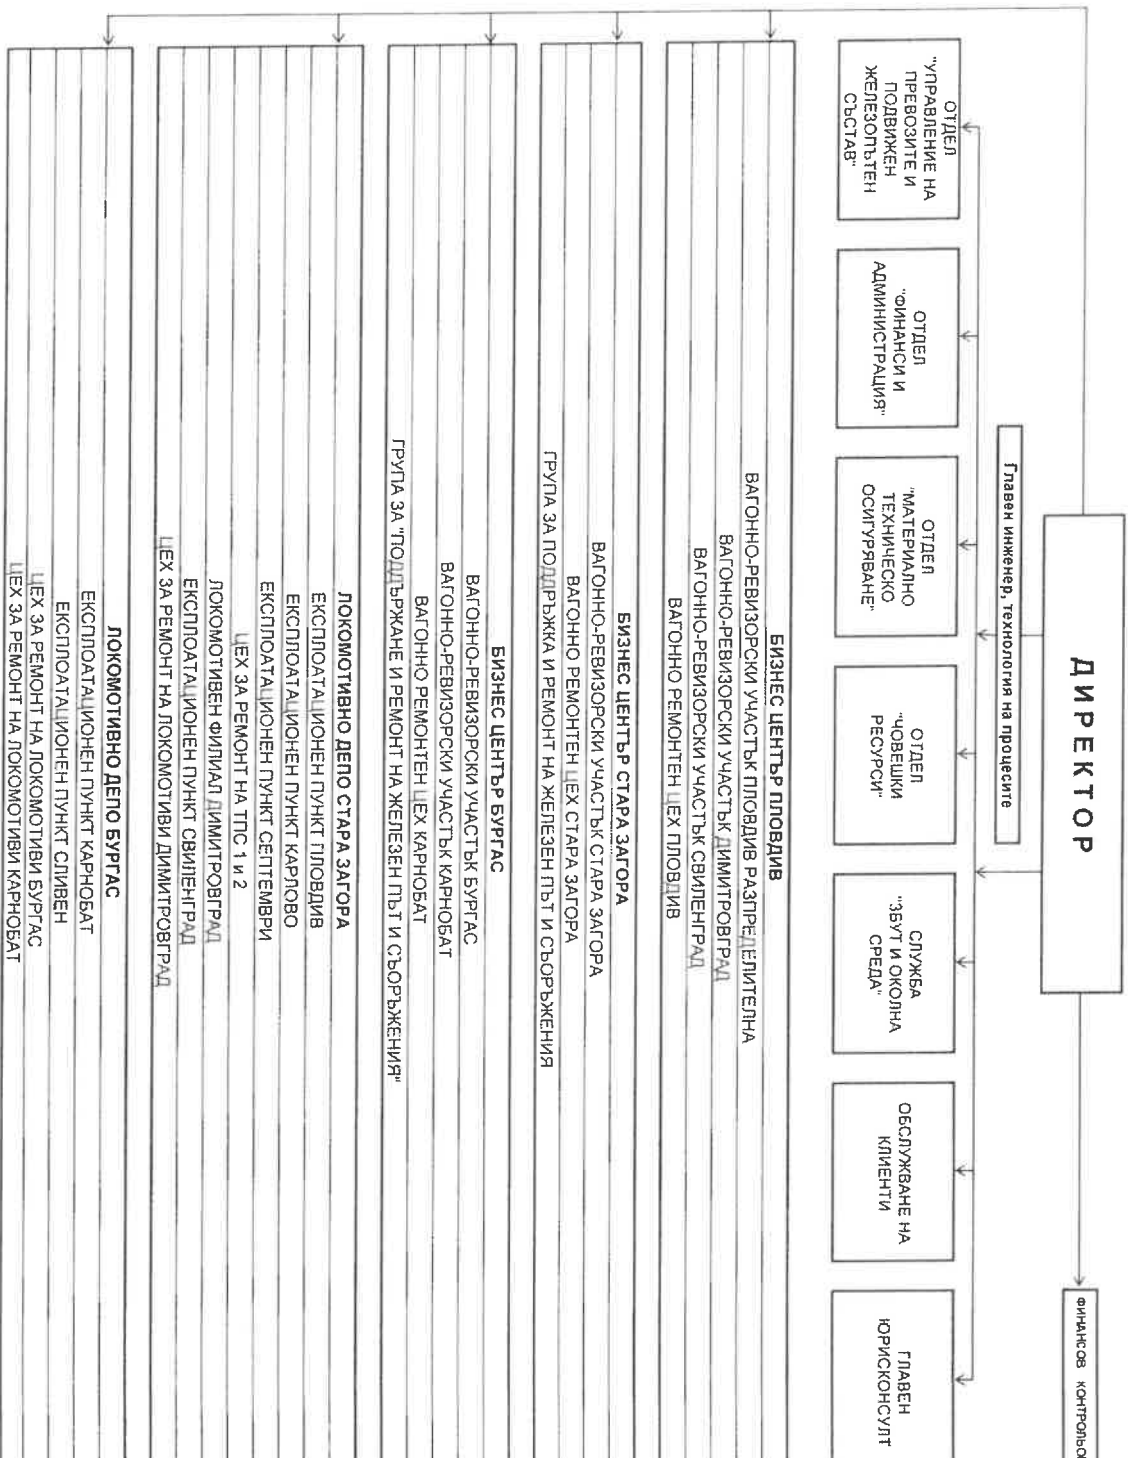 ДИРЕКТОР
ФИНАНСОВ
Главен инженер, технология на процесите
ОТДЕЛ
"УПРАВЛЕНИЕ НА
ПРЕВОЗИТЕ И
ПОДВИЖЕН
ЖЕЛЕЗОПЪТЕН
СЪСТАВ"
ОТДЕЛ
"ФИНАНСИ И
АДМИНИСТРАЦИЯ"
ОТДЕЛ
"МАТЕРИАЛНО
ТЕХНИЧЕСКО
ОСИГУРЯВАНЕ"
ОТДЕЛ
"ЧОВЕШКИ
РЕСУРСИ"
СЛУЖБА
"ЗБУТ И ОКОЛНА
СРЕДА"
ОБСЛУЖВАНЕ НА
КЛИЕНТИ
ГЛАВЕН
ЮРИСКОНСУЛТ
БИЗНЕС ЦЕНТЪР ПЛОВДИВ
ВАГОННО-РЕВИЗОРСКИ УЧАСТЪК ПЛОВДИВ РАЗПРЕДЕЛИТЕЛНА
ВАГОННО-РЕВИЗОРСКИ УЧАСТЪК ДИМИТРОВГРАД
ВАГОННО-РЕВИЗОРСКИ УЧАСТЪК СВИЛЕНГРАД
ВАГОННО РЕМОНТЕН ЦЕХ ПЛОВДИВ
БИЗНЕС ЦЕНТЪР СТАРА ЗАГОРА
ВАГОННО-РЕВИЗОРСКИ УЧАСТЪК СТАРА ЗАГОРА
ВАГОННО РЕМОНТЕН ЦЕХ СТАРА ЗАГОРА
ГРУПА ЗА ПОДДРЪЖКА И РЕМОНТ НА ЖЕЛЕЗЕН ПЪТ И СЪОРЪЖЕНИЯ
БИЗНЕС ЦЕНТЪР БУРГАС
ВАГОННО-РЕВИЗОРСКИ УЧАСТЪК БУРГАС
ВАГОННО-РЕВИЗОРСКИ УЧАСТЪК КАРНОБАТ
ВАГОННО РЕМОНТЕН ЦЕХ КАРНОБАТ
ГРУПА ЗА "ПОДДЪРЖАНЕ И РЕМОНТ НА ЖЕЛЕЗЕН ПЪТ И СЪОРЪЖЕНИЯ"
ЛОКОМОТИВНО ДЕПО СТАРА ЗАГОРА
ЕКСПЛОАТАЦИОНЕН ПУНКТ ПЛОВДИВ
ЕКСПЛОАТАЦИОНЕН ПУНКТ КАРЛОВО
ЕКСПЛОАТАЦИОНЕН ПУНКТ СЕПТЕМВРИ
ЦЕХ ЗА РЕМОНТ НА ТПС 1 и 2
ЛОКОМОТИВЕН ФИЛИАЛ ДИМИТРОВГРАД
ЕКСПЛОАТАЦИОНЕН ПУНКТ СВИЛЕНГРАД
ЦЕХ ЗА РЕМОНТ НА ЛОКОМОТИВИ ДИМИТРОВГРАД
ЛОКОМОТИВНО ДЕПО БУРГАС
ЕКСПЛОАТАЦИОНЕН ПУНКТ КАРНОБАТ
ЕКСПЛОАТАЦИОНЕН ПУНКТ СЛИВЕН
ЦЕХ ЗА РЕМОНТ НА ЛОКОМОТИВИ БУРГАС
ЦЕХ ЗА РЕМОНТ НА ЛОКОМОТИВИ КАРНОБАТ